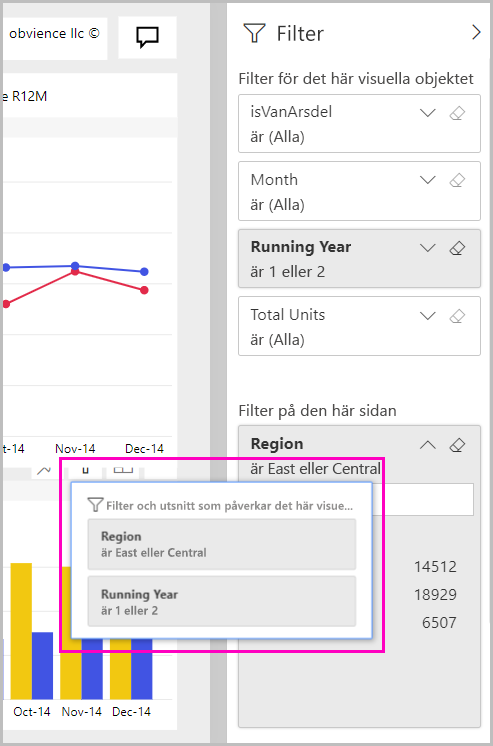 obvience llc ©
e R12M
t-14 Nov-14 Dec-14
Oct-14 Nov-14 Dec-14
Filter och utsnitt som påverkar det här visue...
Region
är East eller Central
Running Year
är 1 eller 2
Filter
Filter för det här visuella objektet
isVanArsdel
är (Alla)
Month
är (Alla)
Running Year
är 1 eller 2
Total Units
är (Alla)
Filter på den här sidan
Region
är East eller Central
14512
18929
6507